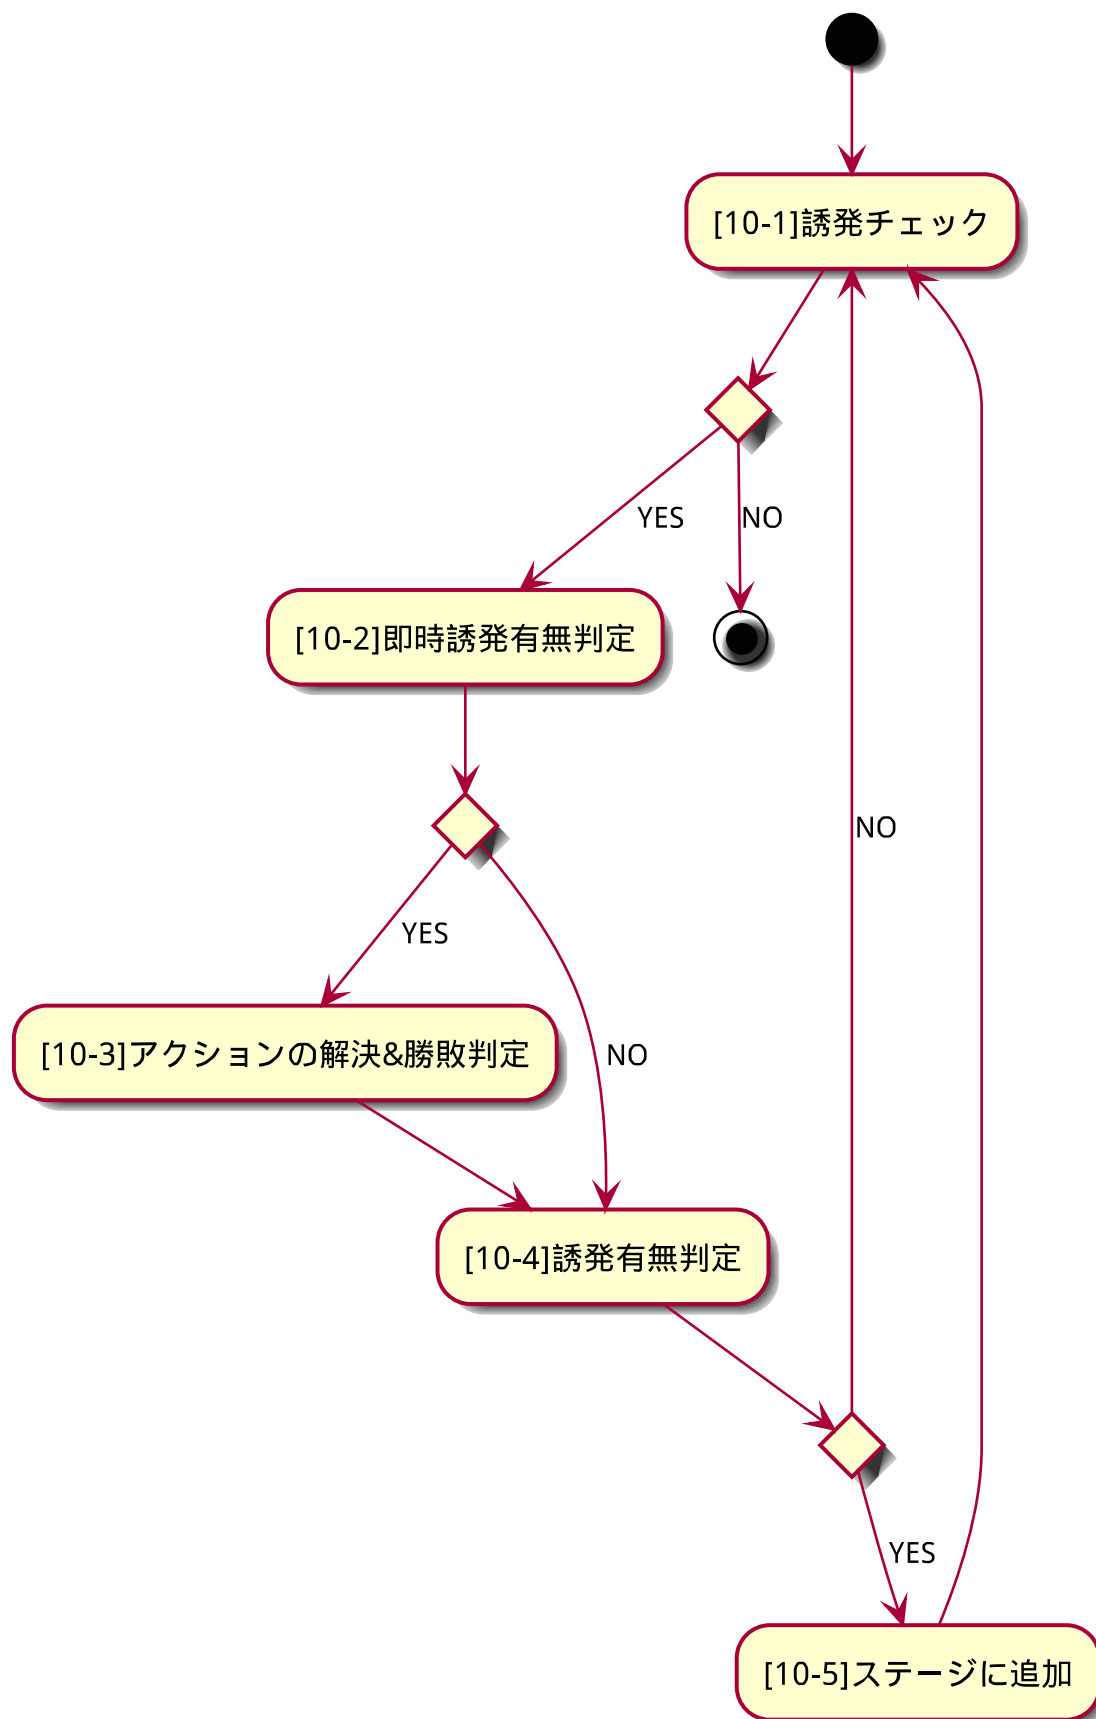 [10-1]誘発チェック
YES
NO
[10-2]即時誘発有無判定
NO
YES
[10-3]アクションの解決&勝敗判定
NO
[10-4]誘発有無判定
YES
[10-5]ステージに追加